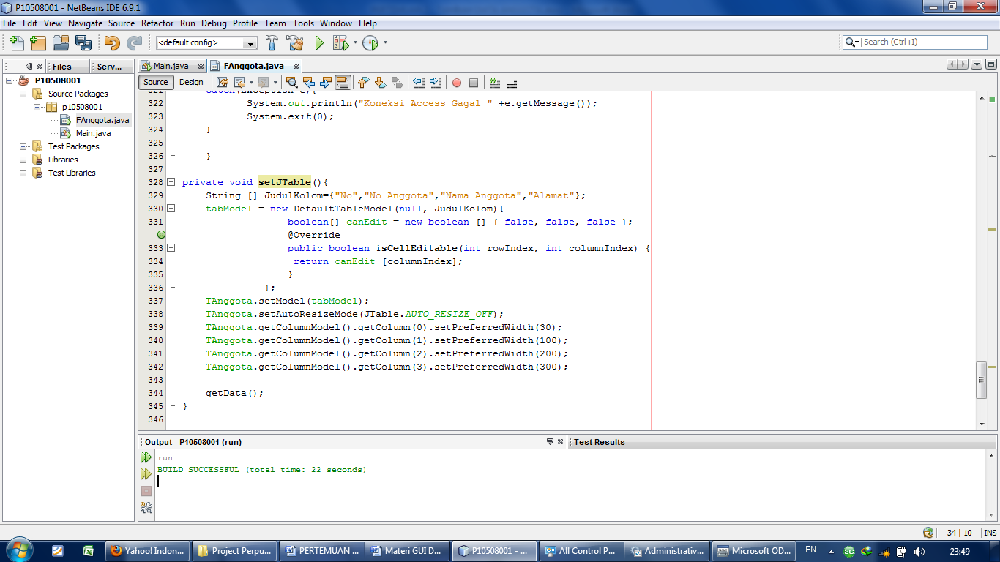 P10508001 - NetBeans IDE 6.9.1
File Edit View Navigate Source Refactor Run Debug Profile Team Tools Window Help
<default config>
Search (Ctrl+I)
Files
Serv...
P10508001
Source Packages
p10508001
FAnggota.java
Main.java
Test Packages
Libraries
Test Libraries
Main.java
FAnggota.java
Source Design
322 System.out.println("Koneksi Access Gagal " +e.getMessage());
323 System.exit(0);
324 }
325
326 }
327
328 private void setJTable(){
329 String [] JudulKolom={"No","No Anggota","Nama Anggota","Alamat"};
330 tabModel = new DefaultTableModel(null, JudulKolom){
331 boolean[] canEdit = new boolean [] { false, false, false };
@Override
333 public boolean isCellEditable(int rowIndex, int columnIndex) {
334 return canEdit [columnIndex];
335 }
336 };
337 TAnggota.setModel(tabModel);
338 TAnggota.setAutoResizeMode(JTable.AUTO_RESIZE_OFF);
339 TAnggota.getColumnModel().getColumn(0).setPreferredWidth(30);
340 TAnggota.getColumnModel().getColumn(1).setPreferredWidth(100);
341 TAnggota.getColumnModel().getColumn(2).setPreferredWidth(200);
342 TAnggota.getColumnModel().getColumn(3).setPreferredWidth(300);
343
344 getData();
345 }
346
Output - P10508001 (run)
Test Results
run:
BUILD SUCCESSFUL (total time: 22 seconds)
34 | 10 INS
Yahoo! Indon...
Project Perpu...
PERTEMUAN ...
Materi GUI D...
P10508001 - ...
All Control P...
Administrativ...
Microsoft OD...
EN
3G
23:49